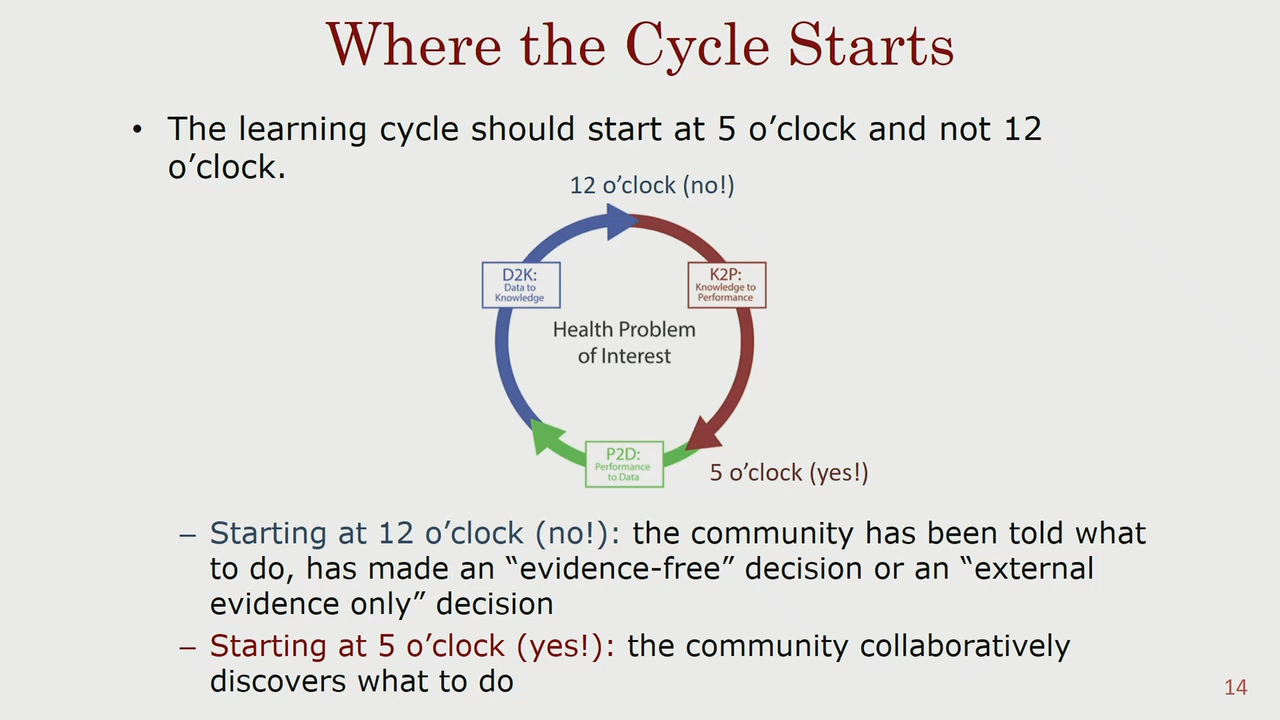 Where the Cycle Starts
• The learning cycle should start at 5 o’clock and not 12
o’clock.
12 o’clock (no!)
D2K:
Data to
Knowledge
K2P:
Knowledge to
Performance
Health Problem
of Interest
P2D:
Performance
to Data
5 o’clock (yes!)
– Starting at 12 o’clock (no!): the community has been told what
to do, has made an “evidence-free” decision or an “external
evidence only” decision
– Starting at 5 o’clock (yes!): the community collaboratively
discovers what to do
14